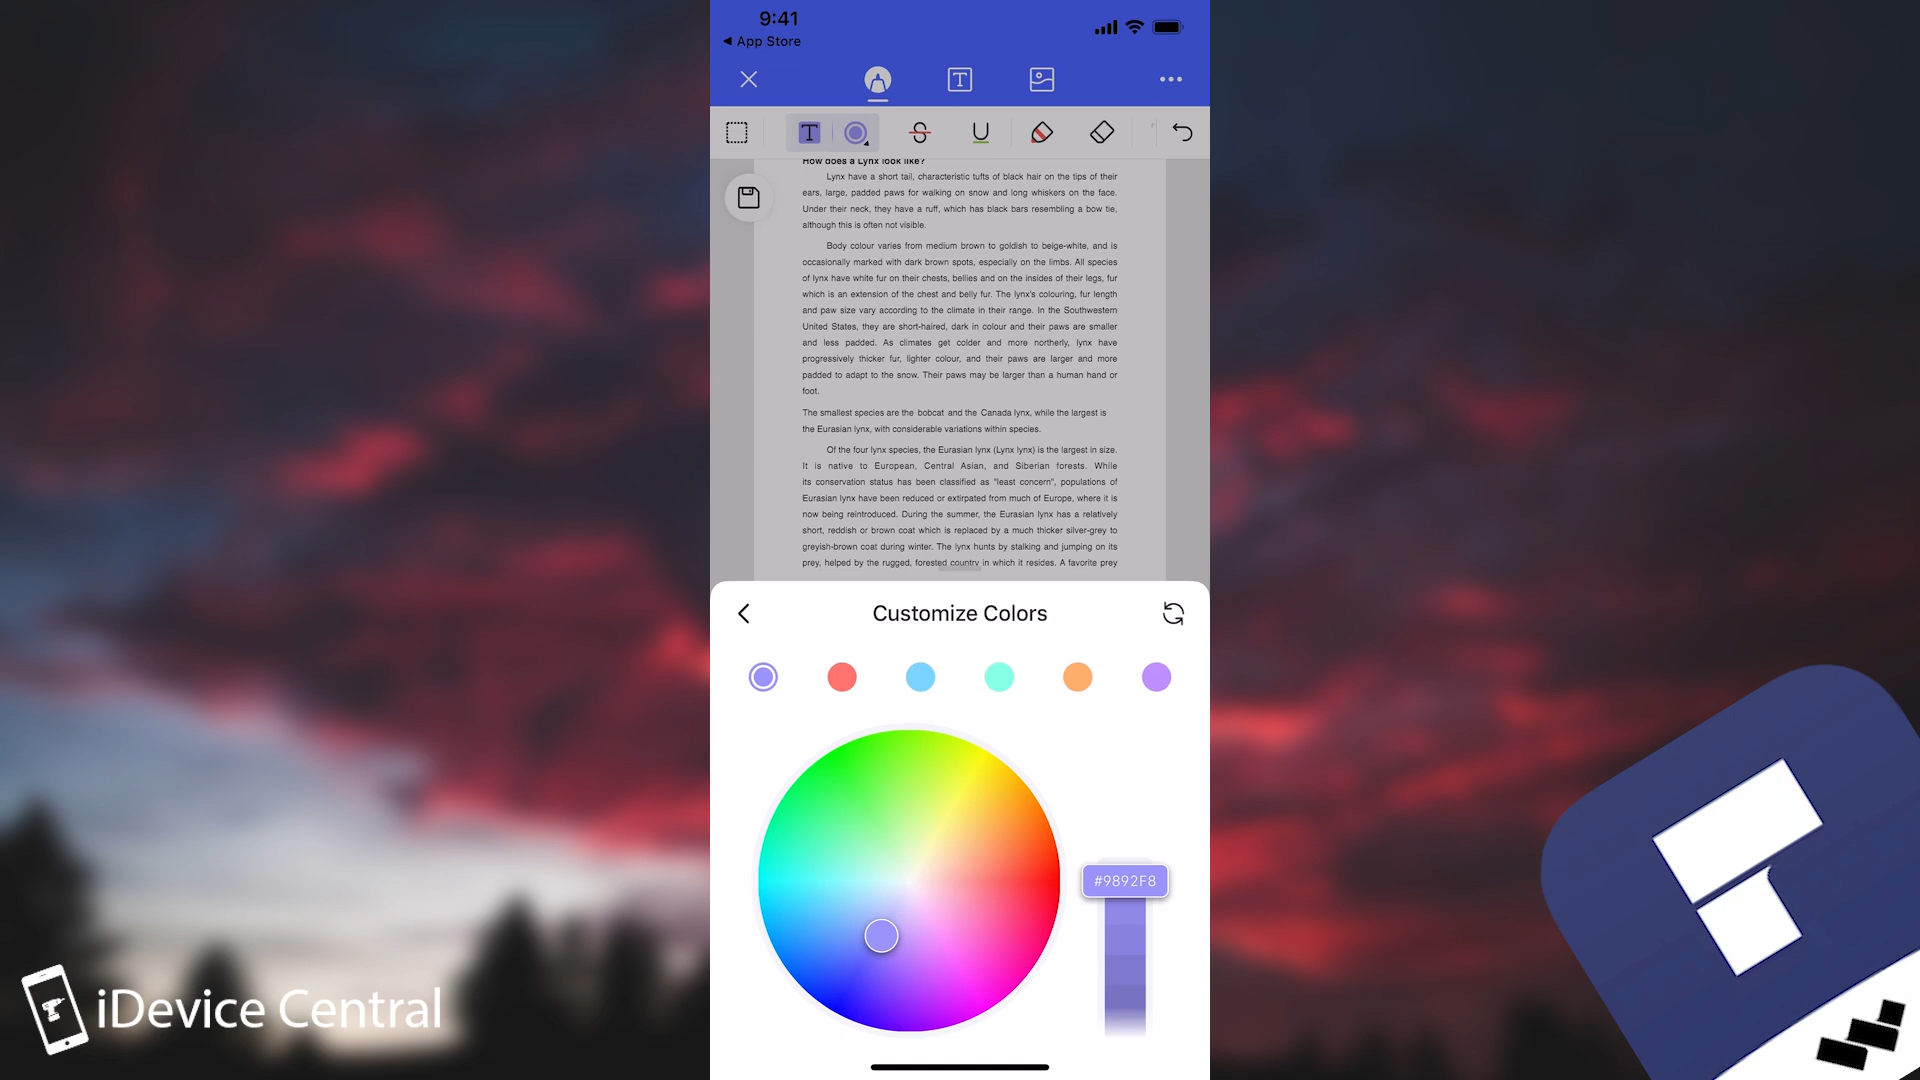 9:41
◀ App Store
T
T S U
How does a Lynx look like?
Lynx have a short tail, characteristic tufts of black hair on the tips of their
ears, large, padded paws for walking on snow and long whiskers on the face.
Under their neck, they have a ruff, which has black bars resembling a bow tie,
although this is often not visible.
Body colour varies from medium brown to goldish to beige-white, and is
occasionally marked with dark brown spots, especially on the limbs. All species
of lynx have white fur on their chests, bellies and on the insides of their legs, fur
which is an extension of the chest and belly fur. The lynx's colouring, fur length
and paw size vary according to the climate in their range. In the Southwestern
United States, they are short-haired, dark in colour and their paws are smaller
and less padded. As climates get colder and more northerly, lynx have
progressively thicker fur, lighter colour, and their paws are larger and more
padded to adapt to the snow. Their paws may be larger than a human hand or
foot.
The smallest species are the bobcat and the Canada lynx, while the largest is
the Eurasian lynx, with considerable variations within species.
Of the four lynx species, the Eurasian lynx (Lynx lynx) is the largest in size.
It is native to European, Central Asian, and Siberian forests. While
its conservation status has been classified as "least concern", populations of
Eurasian lynx have been reduced or extirpated from much of Europe, where it is
now being reintroduced. During the summer, the Eurasian lynx has a relatively
short, reddish or brown coat which is replaced by a much thicker silver-grey to
greyish-brown coat during winter. The lynx hunts by stalking and jumping on its
prey, helped by the rugged, forested country in which it resides. A favorite prey
Customize Colors
#9892F8
iDevice Central